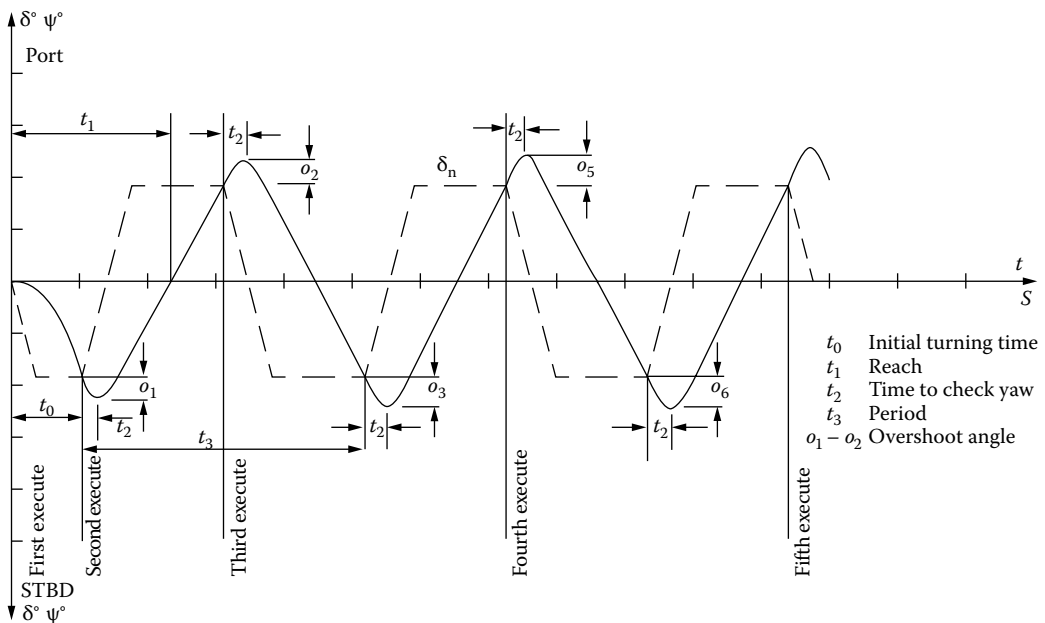 δ° ψ°
Port
t₁
t₂
o₂
δₙ
t₂
o₅
t
S
o₁
t₀
t₂
t₃
o₃
t₂
o₆
t₂
First execute
Second execute
Third execute
Fourth execute
Fifth execute
t₀ Initial turning time
t₁ Reach
t₂ Time to check yaw
t₃ Period
o₁ – o₂ Overshoot angle
STBD
δ° ψ°